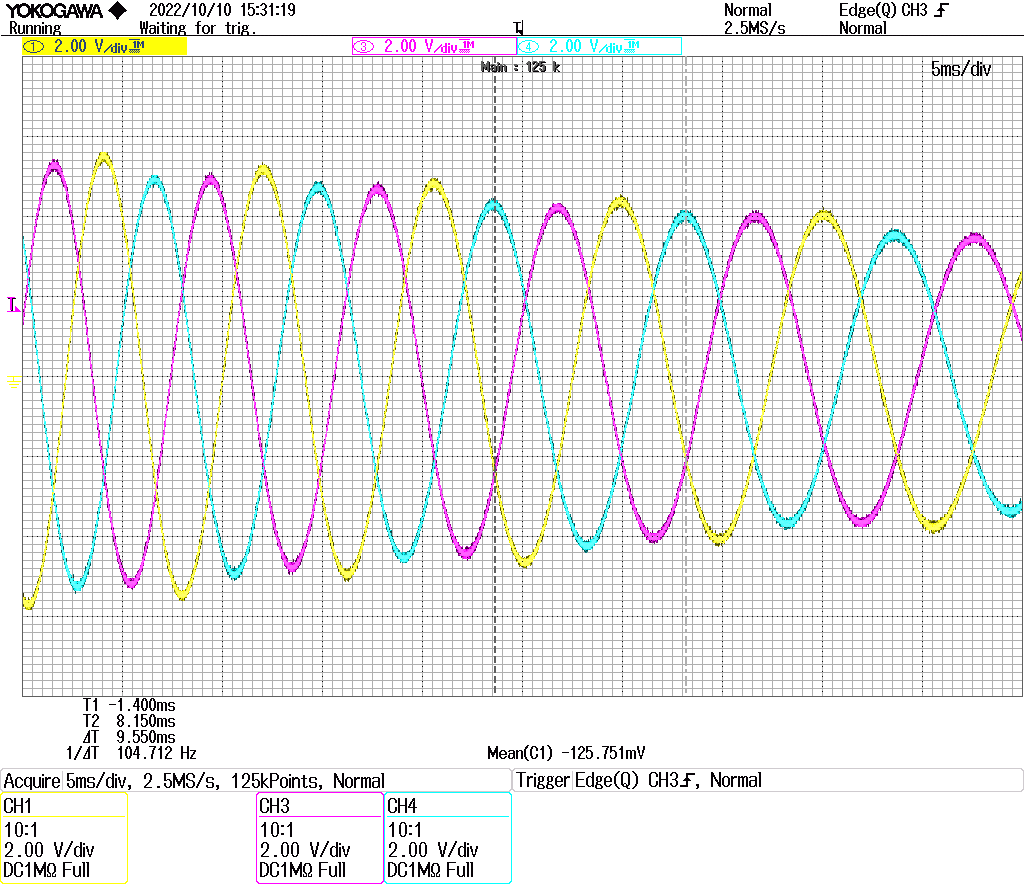 YOKOGAWA ◆ 2022/10/10 15:31:19 Normal Edge(Q) CH3 ↑
Running Waiting for trig. T 2.5MS/s Normal
1 2.00 V/div 1M 3 2.00 V/div 1M 4 2.00 V/div 1M
Main : 125 k 5ms/div
T
T1 -1.400ms
T2 8.150ms
ΔT 9.550ms
1/ΔT 104.712 Hz Mean(C1) -125.751mV
Acquire 5ms/div, 2.5MS/s, 125kPoints, Normal Trigger Edge(Q) CH3↑, Normal
CH1 CH3 CH4
10:1 10:1 10:1
2.00 V/div 2.00 V/div 2.00 V/div
DC1MΩ Full DC1MΩ Full DC1MΩ Full